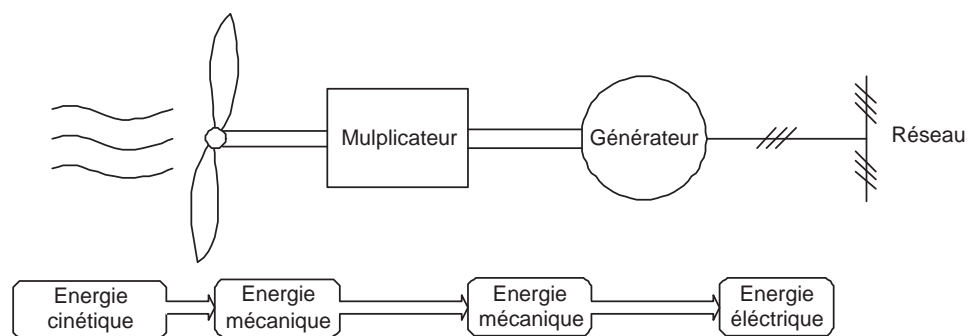 Mulplicateur
Générateur
Réseau
Energie
cinétique
Energie
mécanique
Energie
mécanique
Energie
éléctrique